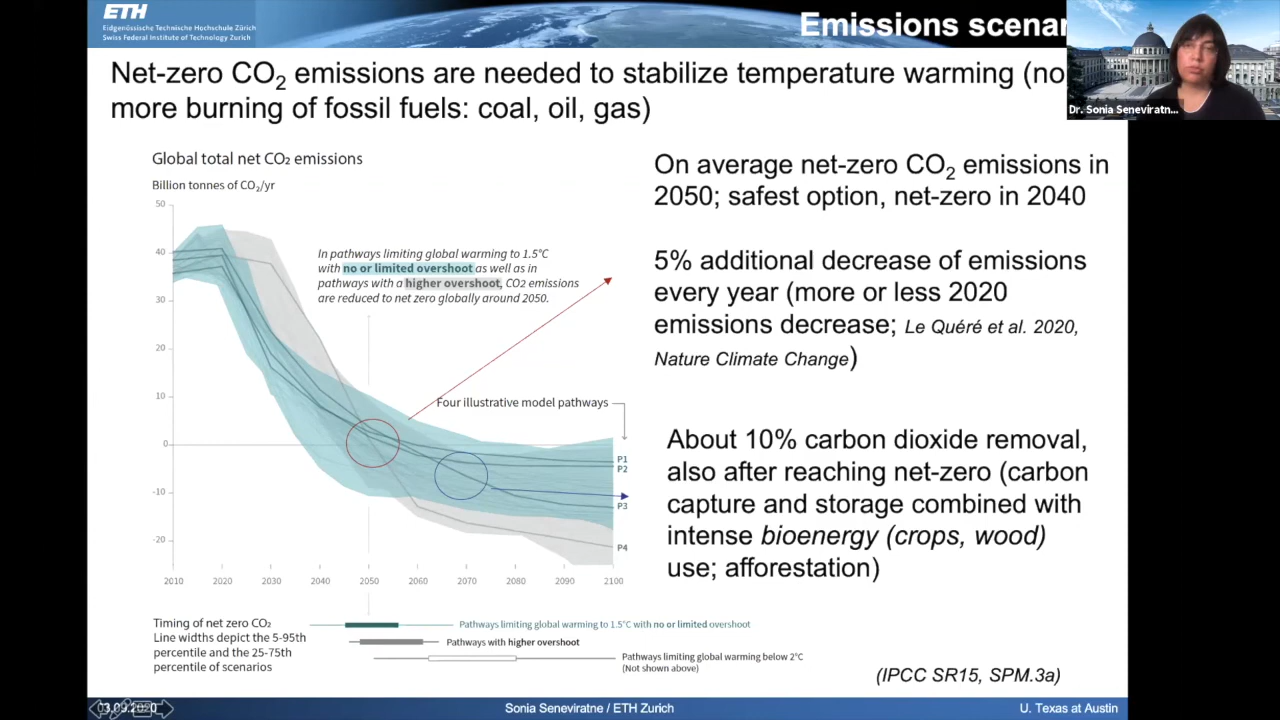 ETH
Eidgenössische Technische Hochschule Zürich
Swiss Federal Institute of Technology Zurich
Emissions scenar
Dr. Sonia Seneviratn...
Net-zero CO₂ emissions are needed to stabilize temperature warming (no
more burning of fossil fuels: coal, oil, gas)
Global total net CO₂ emissions
Billion tonnes of CO₂/yr
50
40
30
20
10
0
-10
-20
2010 2020 2030 2040 2050 2060 2070 2080 2090 2100
In pathways limiting global warming to 1.5°C
with no or limited overshoot as well as in
pathways with a higher overshoot, CO2 emissions
are reduced to net zero globally around 2050.
Four illustrative model pathways
P1
P2
P3
P4
On average net-zero CO₂ emissions in
2050; safest option, net-zero in 2040
5% additional decrease of emissions
every year (more or less 2020
emissions decrease; Le Quéré et al. 2020,
Nature Climate Change)
About 10% carbon dioxide removal,
also after reaching net-zero (carbon
capture and storage combined with
intense bioenergy (crops, wood)
use; afforestation)
Timing of net zero CO₂
Line widths depict the 5-95th
percentile and the 25-75th
percentile of scenarios
Pathways limiting global warming to 1.5°C with no or limited overshoot
Pathways with higher overshoot
Pathways limiting global warming below 2°C
(Not shown above)
(IPCC SR15, SPM.3a)
03.09.2020
Sonia Seneviratne / ETH Zurich
U. Texas at Austin